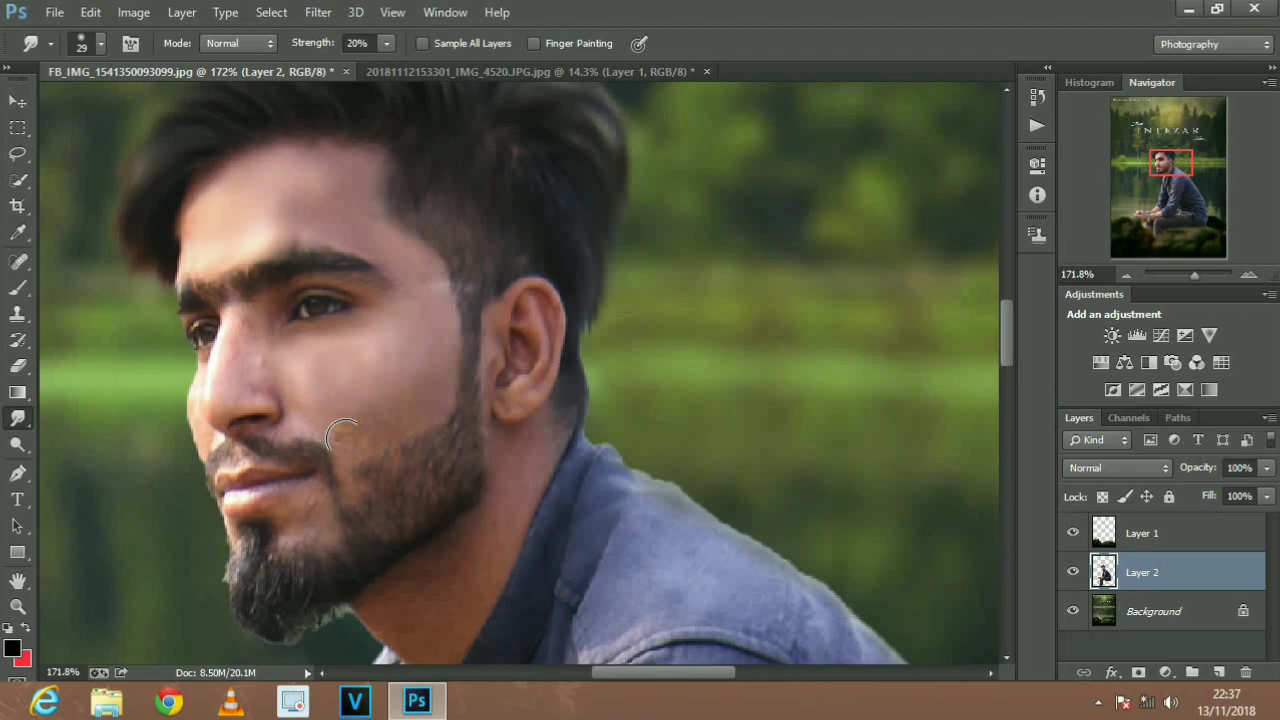 Ps File Edit Image Layer Type Select Filter 3D View Window Help
29 Mode: Normal Strength: 20% Sample All Layers Finger Painting Photography
FB_IMG_1541350093099.jpg @ 172% (Layer 2, RGB/8) * × 20181112153301_IMG_4520.JPG.jpg @ 14.3% (Layer 1, RGB/8) * ×
Histogram Navigator
INTEZAR
171.8%
Adjustments
Add an adjustment
Layers Channels Paths
Kind
Normal Opacity: 100%
Lock: Fill: 100%
Layer 1
Layer 2
Background
171.8% Doc: 8.50M/20.1M
V Ps
22:37
13/11/2018